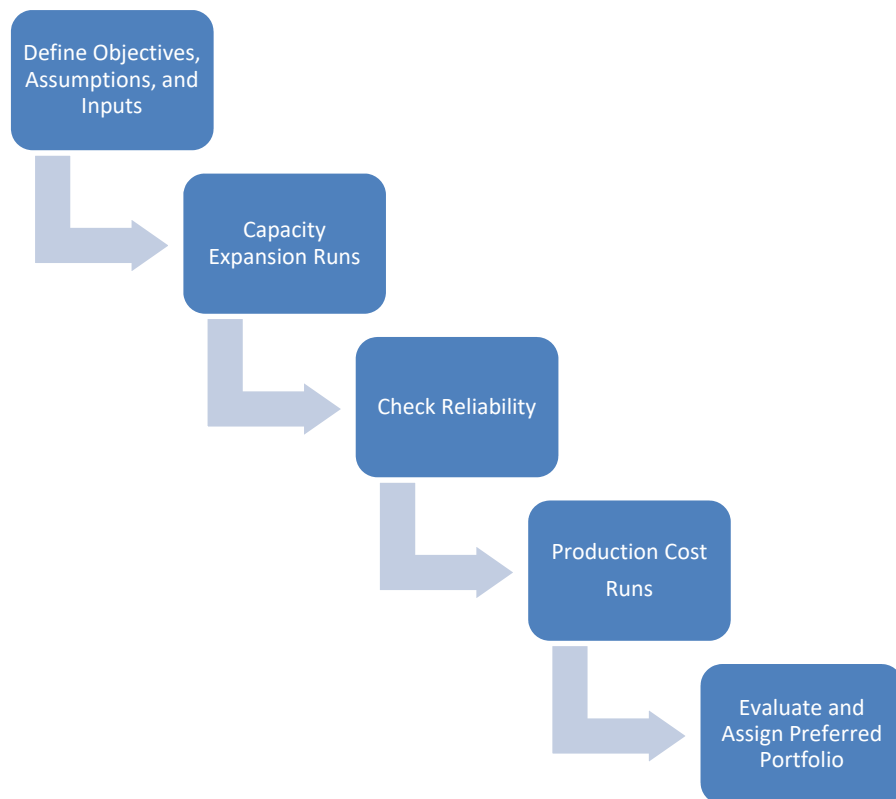 Define Objectives,
Assumptions, and
Inputs
Capacity
Expansion Runs
Check Reliability
Production Cost
Runs
Evaluate and
Assign Preferred
Portfolio